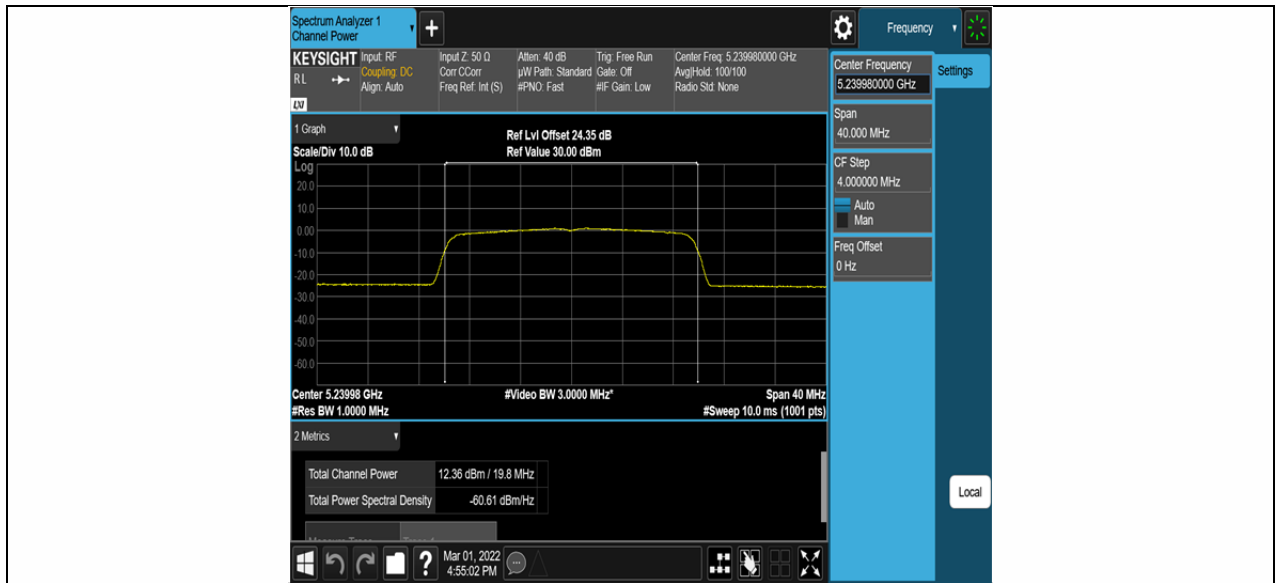 Spectrum Analyzer 1
Channel Power
+
Frequency
KEYSIGHT Input: RF Input Z: 50 Ω Atten: 40 dB Trig: Free Run Center Freq: 5.239980000 GHz
RL Coupling: DC Corr CCorr µW Path: Standard Gate: Off Avg|Hold: 100/100
Align: Auto Freq Ref: Int (S) #PNO: Fast #IF Gain: Low Radio Std: None
LXI
Center Frequency
5.239980000 GHz
Settings
Span
40.000 MHz
CF Step
4.000000 MHz
Auto
Man
Freq Offset
0 Hz
1 Graph
Ref Lvl Offset 24.35 dB
Scale/Div 10.0 dB Ref Value 30.00 dBm
Log
20.0
10.0
0.00
-10.0
-20.0
-30.0
-40.0
-50.0
-60.0
Center 5.23998 GHz #Video BW 3.0000 MHz* Span 40 MHz
#Res BW 1.0000 MHz #Sweep 10.0 ms (1001 pts)
2 Metrics
Total Channel Power 12.36 dBm / 19.8 MHz
Total Power Spectral Density -60.61 dBm/Hz
Local
? Mar 01, 2022
4:55:02 PM